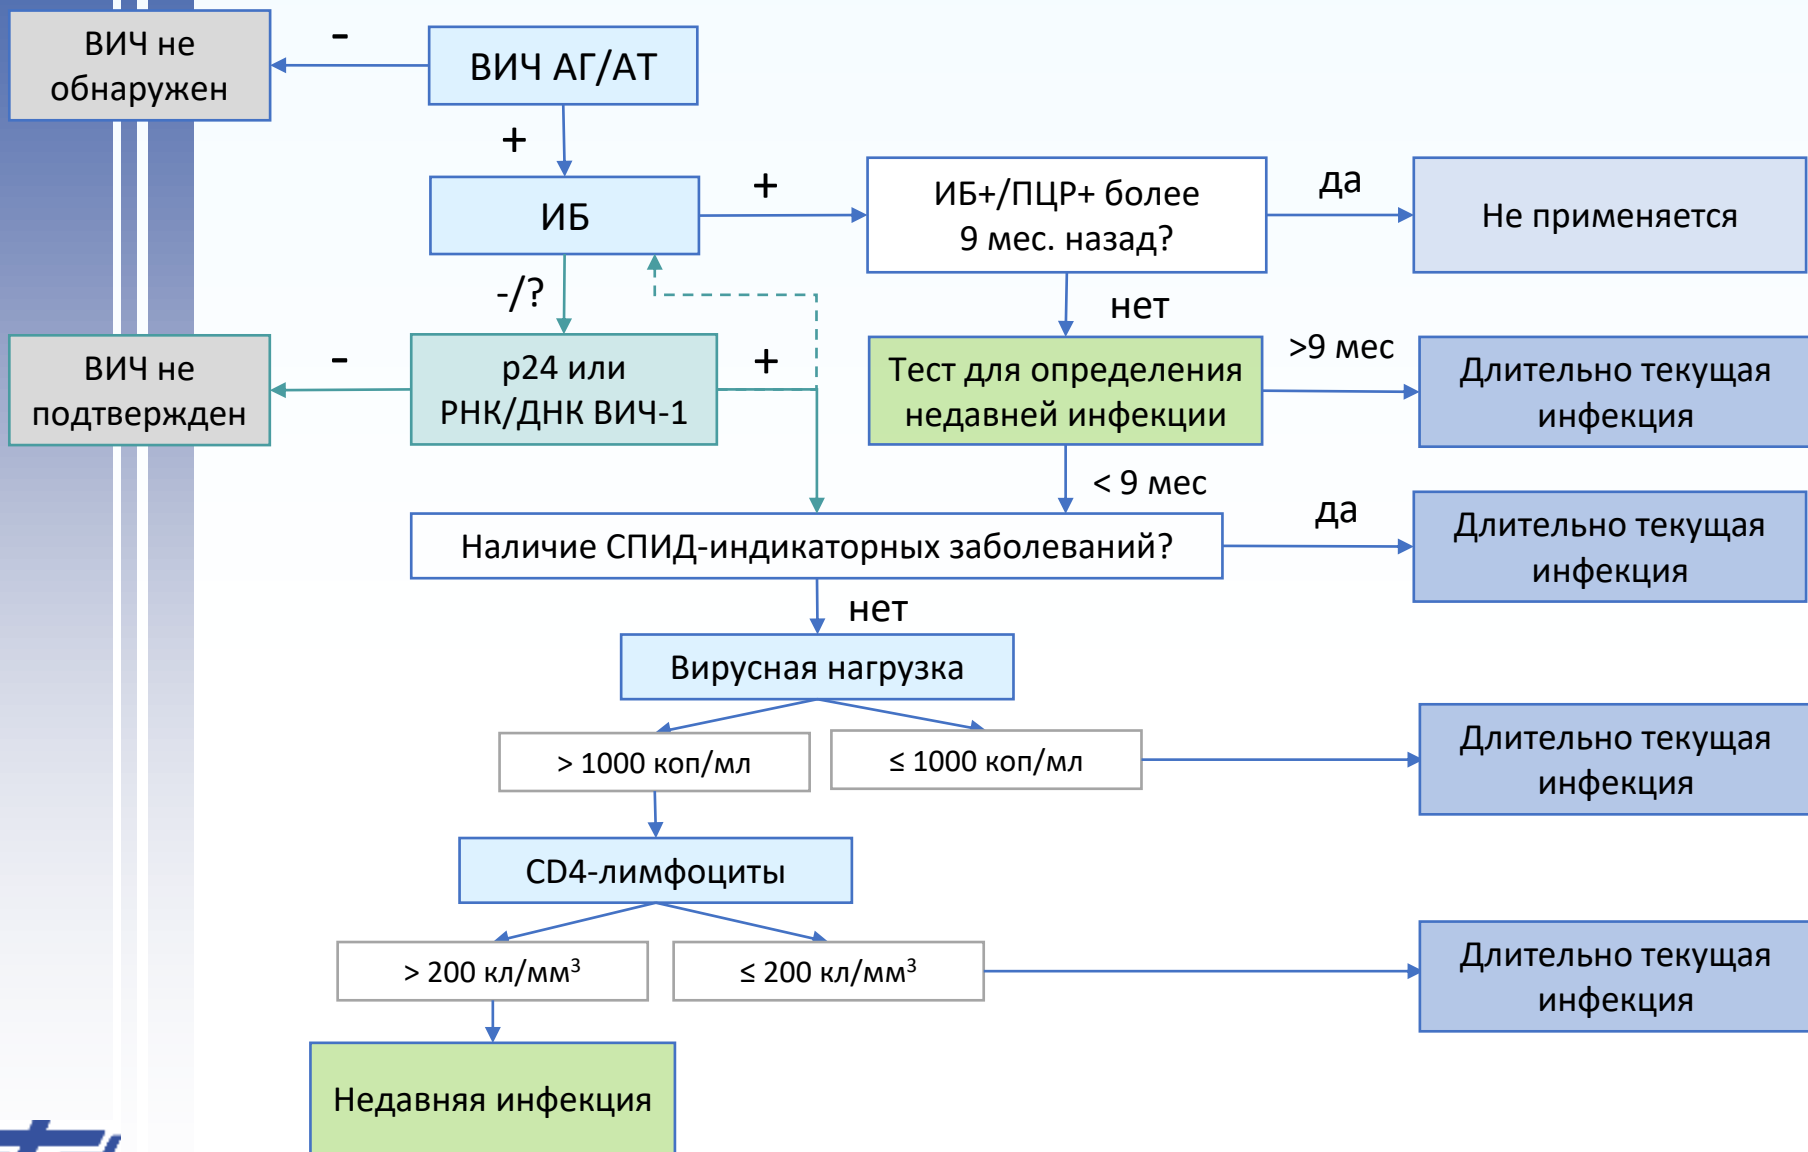 ВИЧ не
обнаружен
-
ВИЧ АГ/АТ
+
ИБ
+
ИБ+/ПЦР+ более
9 мес. назад?
да
Не применяется
-/?
нет
ВИЧ не
подтвержден
-
р24 или
РНК/ДНК ВИЧ-1
+
Тест для определения
недавней инфекции
>9 мес
Длительно текущая
инфекция
< 9 мес
Наличие СПИД-индикаторных заболеваний?
да
Длительно текущая
инфекция
нет
Вирусная нагрузка
> 1000 коп/мл
≤ 1000 коп/мл
Длительно текущая
инфекция
CD4-лимфоциты
> 200 кл/мм³
≤ 200 кл/мм³
Длительно текущая
инфекция
Недавняя инфекция